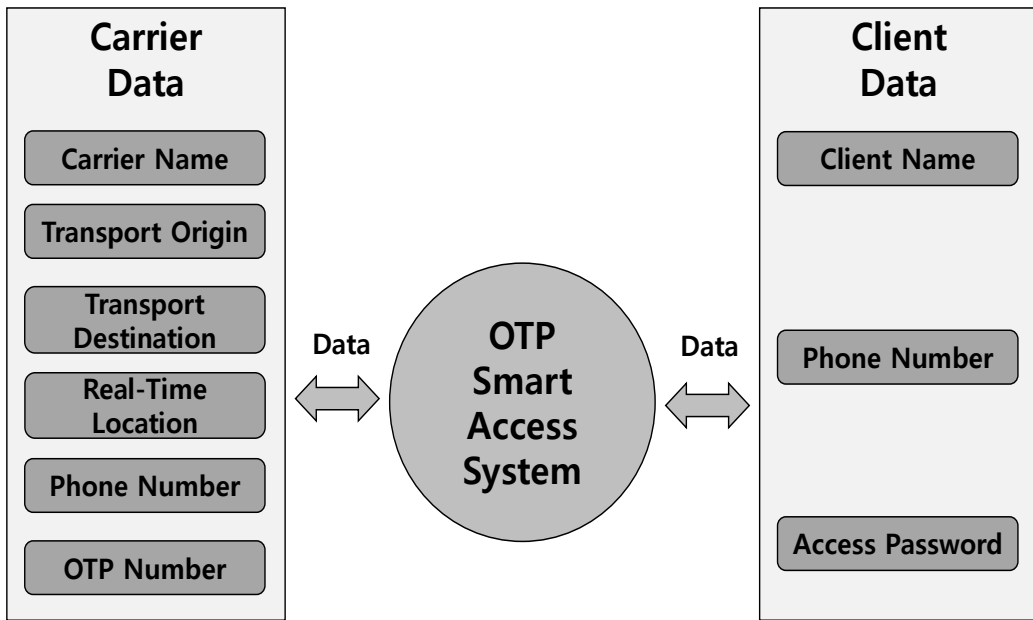 Carrier
Data
Carrier Name
Transport Origin
Transport
Destination
Real-Time
Location
Phone Number
OTP Number
Data
OTP
Smart
Access
System
Data
Client
Data
Client Name
Phone Number
Access Password